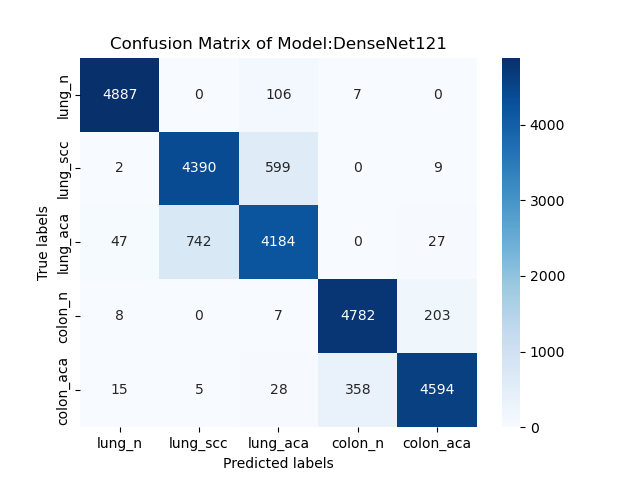 Confusion Matrix of Model:DenseNet121
True labels
lung_n 4887 0 106 7 0
lung_scc 2 4390 599 0 9
lung_aca 47 742 4184 0 27
colon_n 8 0 7 4782 203
colon_aca 15 5 28 358 4594
lung_n lung_scc lung_aca colon_n colon_aca
Predicted labels
4000
3000
2000
1000
0